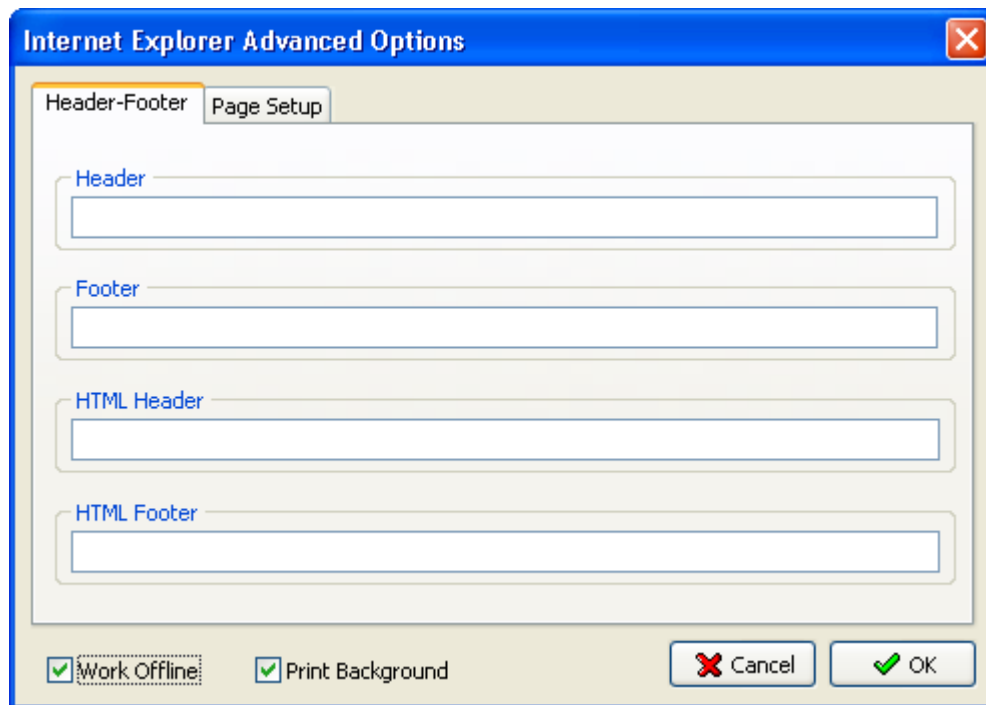 Internet Explorer Advanced Options
Header-Footer
Page Setup
Header
Footer
HTML Header
HTML Footer
Work Offline
Print Background
Cancel
OK